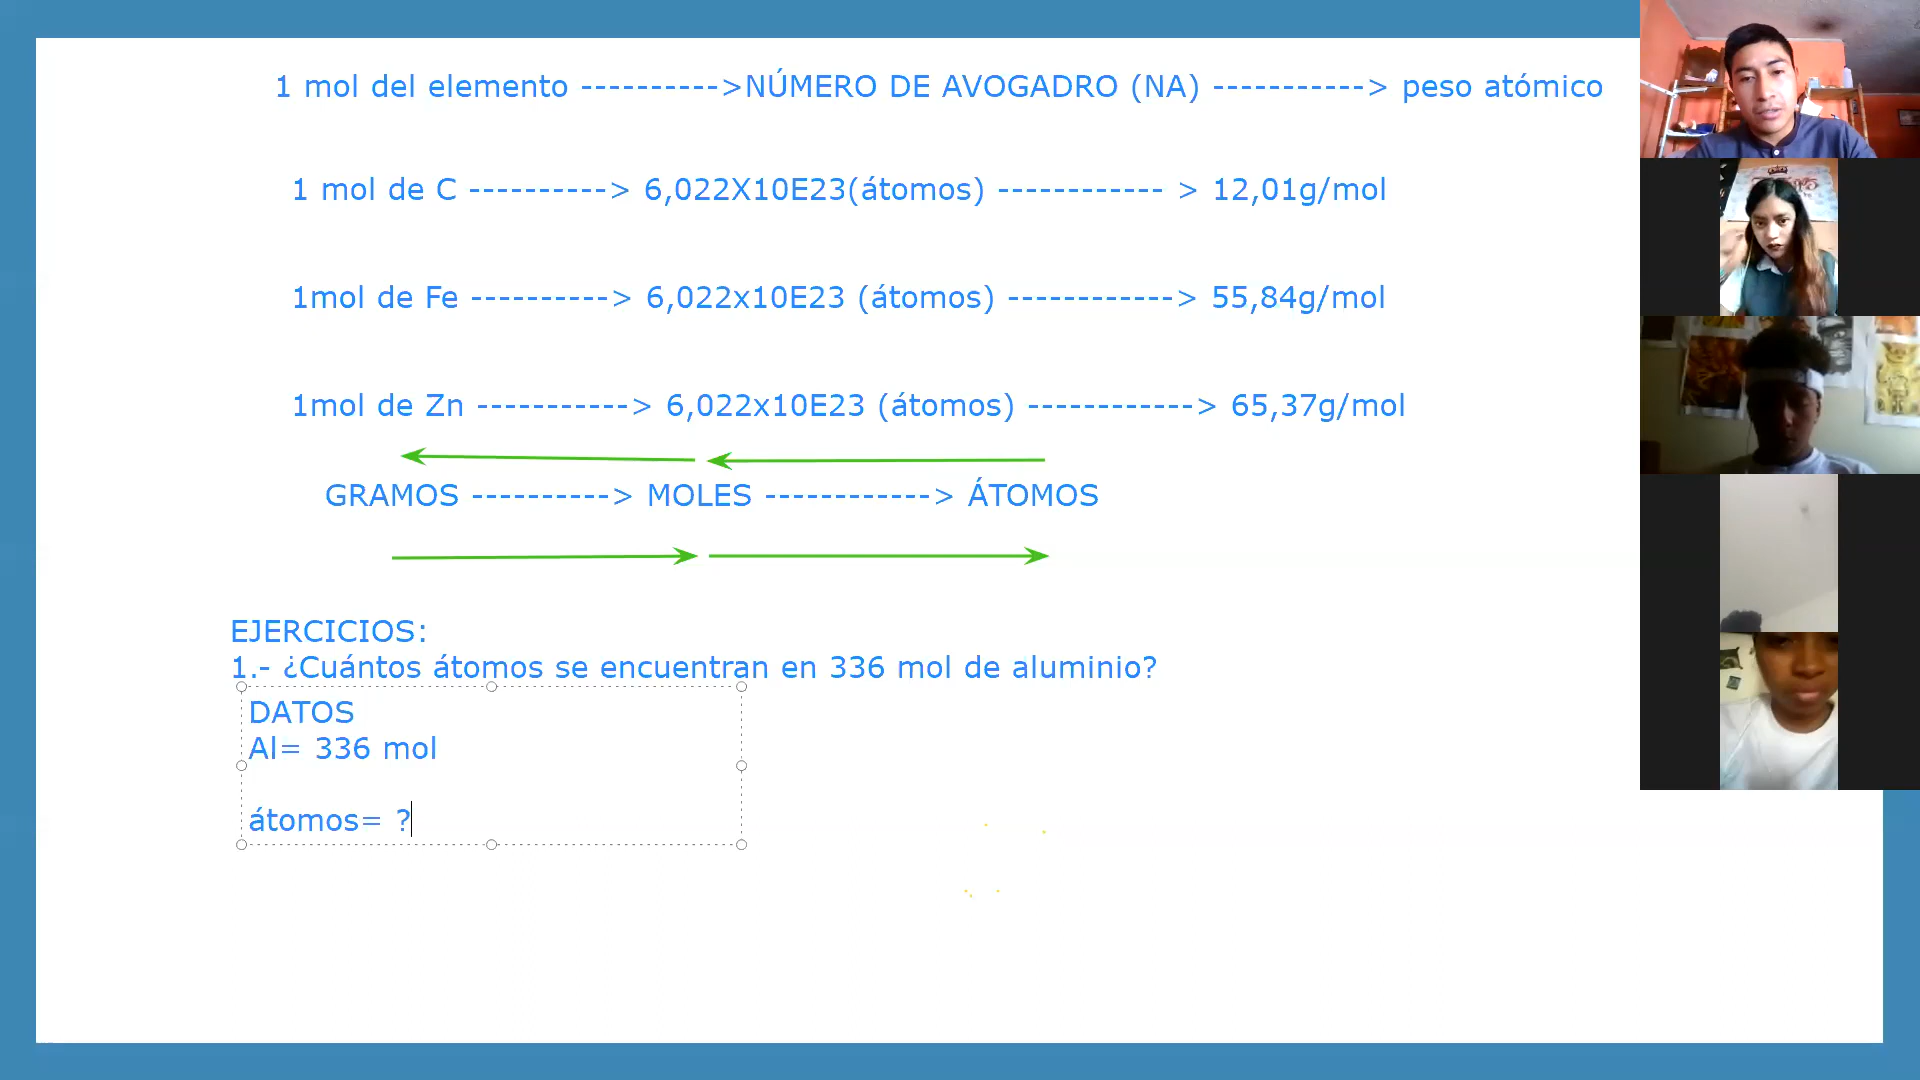 1 mol del elemento ---------->NÚMERO DE AVOGADRO (NA) -----------> peso atómico
1 mol de C ----------> 6,022X10E23(átomos) ------------ > 12,01g/mol
1mol de Fe ----------> 6,022x10E23 (átomos) ------------> 55,84g/mol
1mol de Zn -----------> 6,022x10E23 (átomos) ------------> 65,37g/mol
GRAMOS ----------> MOLES ------------> ÁTOMOS
EJERCICIOS:
1.- ¿Cuántos átomos se encuentran en 336 mol de aluminio?
DATOS
Al= 336 mol
átomos= ?